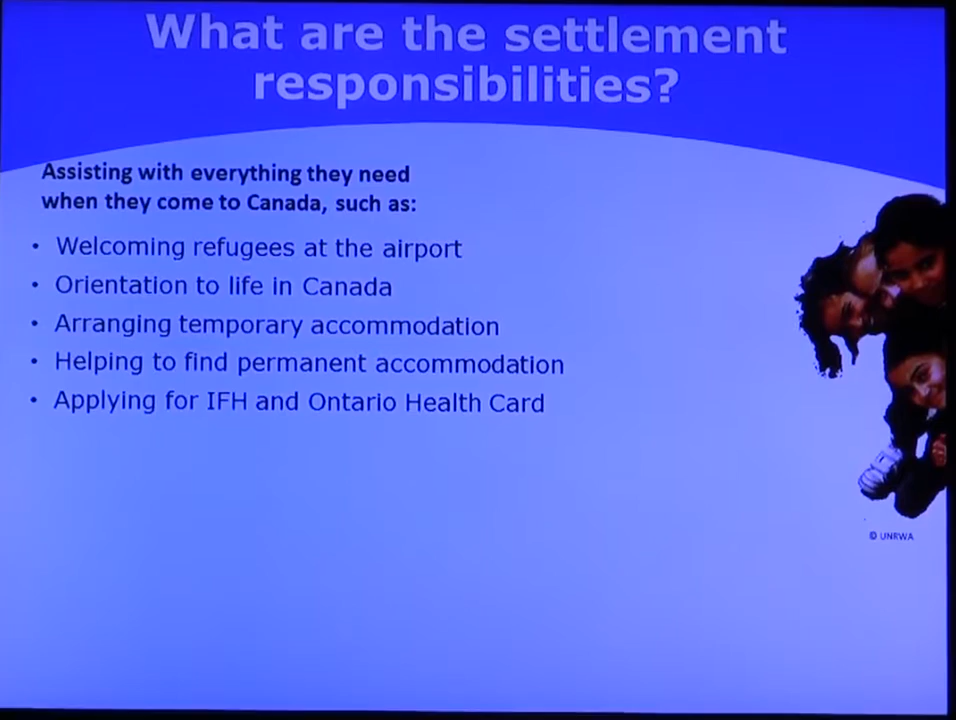 What are the settlement
responsibilities?
Assisting with everything they need
when they come to Canada, such as:
• Welcoming refugees at the airport
• Orientation to life in Canada
• Arranging temporary accommodation
• Helping to find permanent accommodation
• Applying for IFH and Ontario Health Card
© UNRWA